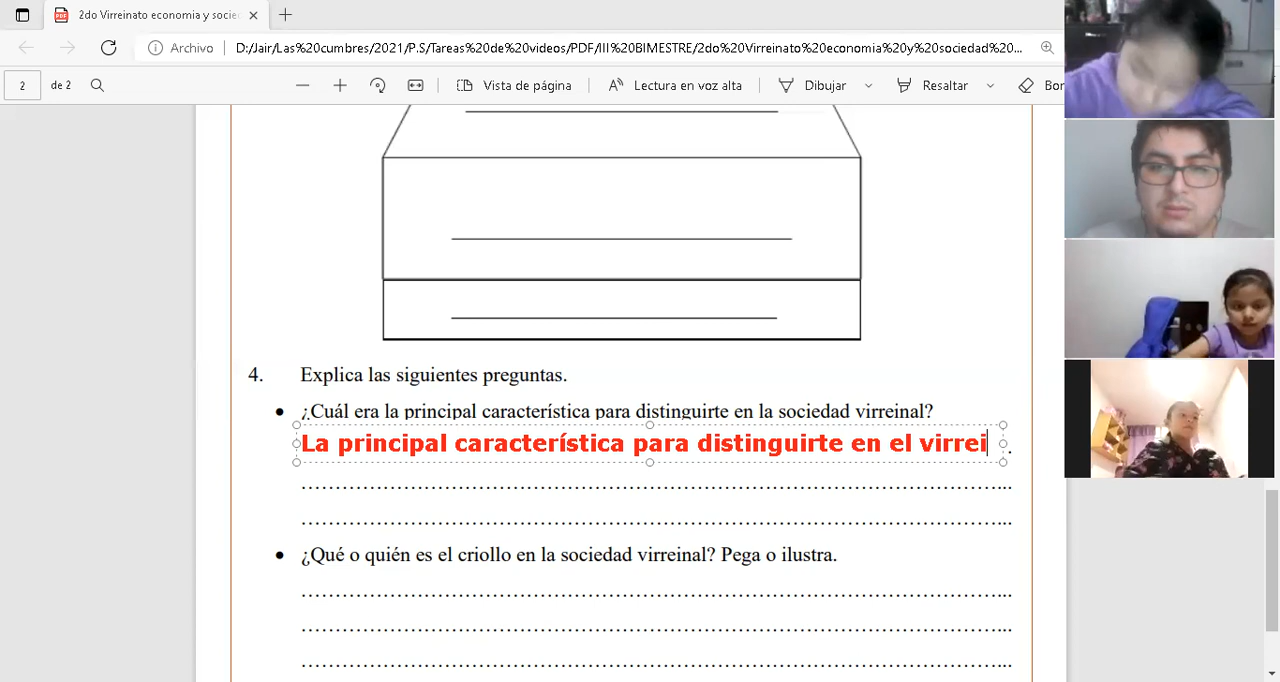 2do Virreinato economia y socie
Archivo
D:/Jair/Las%20cumbres/2021/P.S/Tareas%20de%20videos/PDF/III%20BIMESTRE/2do%20Virreinato%20economia%20y%20sociedad%20...
2
de 2
Vista de página
Lectura en voz alta
Dibujar
Resaltar
Bor
4. Explica las siguientes preguntas.
• ¿Cuál era la principal característica para distinguirte en la sociedad virreinal?
La principal característica para distinguirte en el virrei
• ¿Qué o quién es el criollo en la sociedad virreinal? Pega o ilustra.